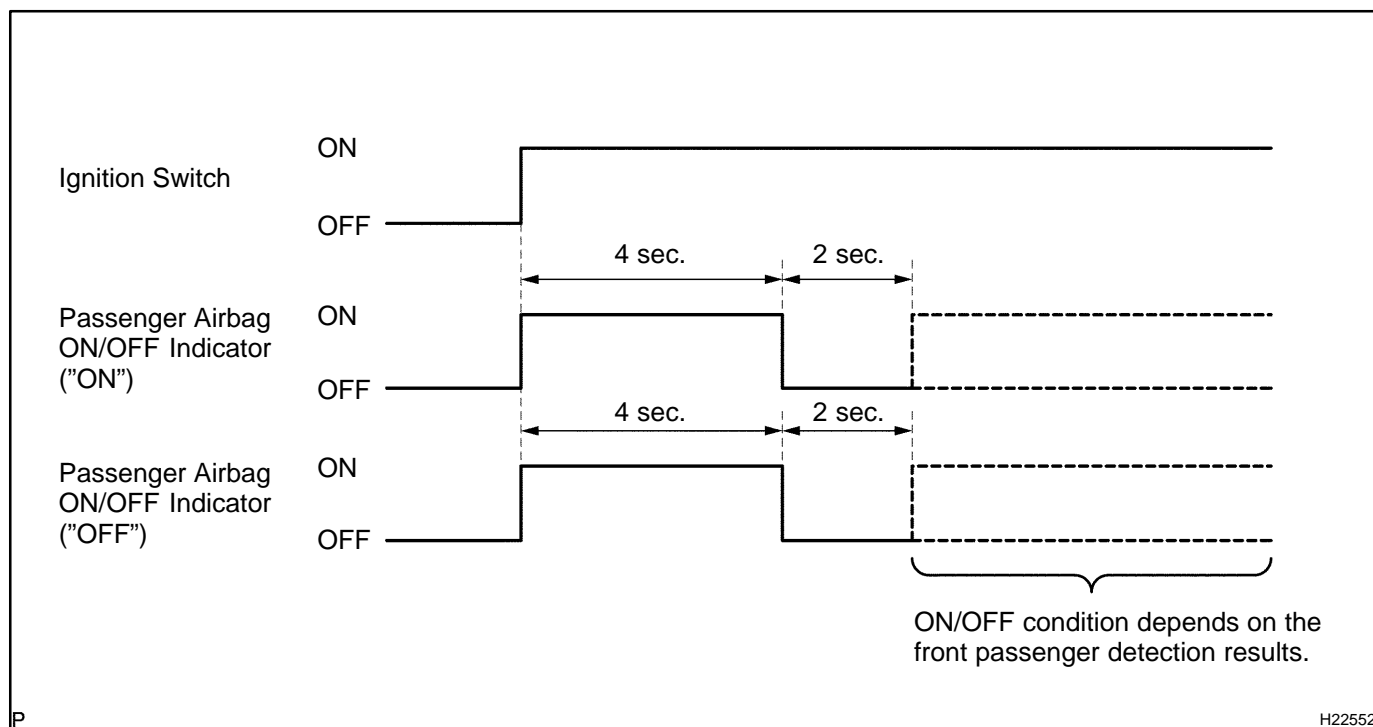 ON
Ignition Switch
OFF
4 sec. 2 sec.
Passenger Airbag
ON/OFF Indicator
(”ON”)
ON
OFF
4 sec. 2 sec.
Passenger Airbag
ON/OFF Indicator
(”OFF”)
ON
OFF
ON/OFF condition depends on the
front passenger detection results.
P
H22552